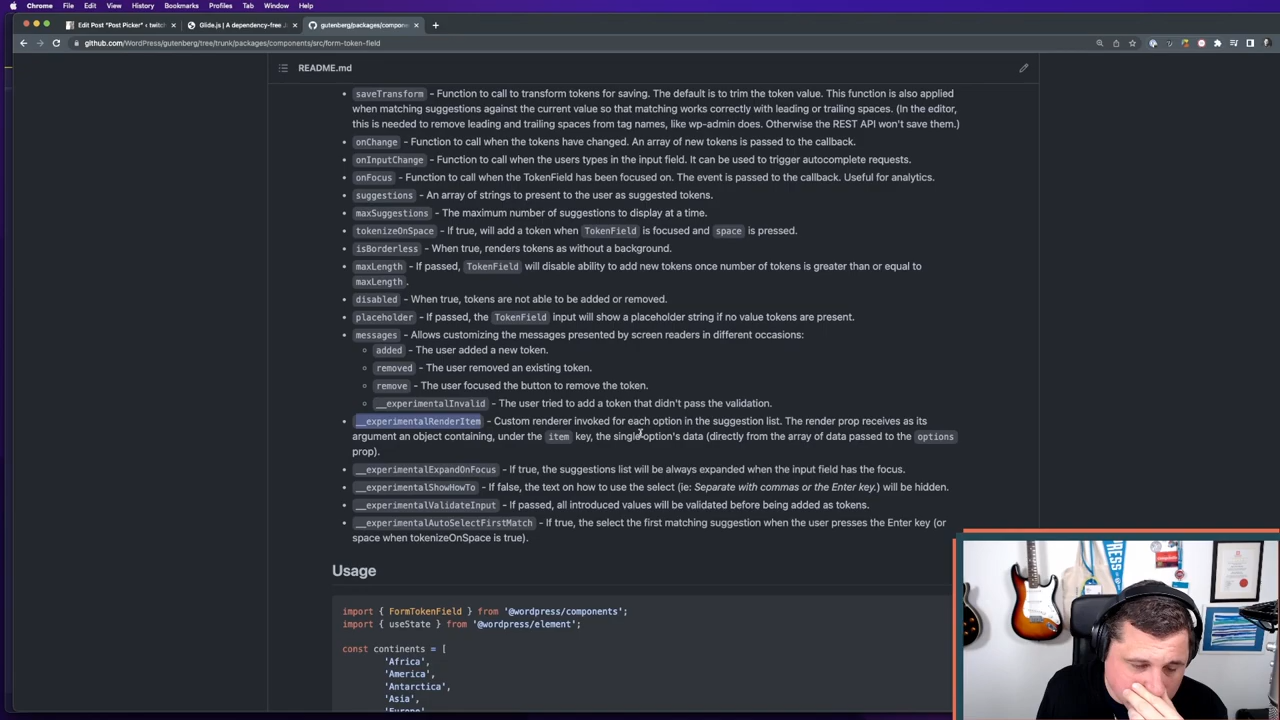 Chrome File Edit View History Bookmarks Profiles Tab Window Help
Edit Post "Post Picker" ‹ twitch
Glide.js | A dependency-free J
gutenberg/packages/compone
github.com/WordPress/gutenberg/tree/trunk/packages/components/src/form-token-field
README.md
saveTransform - Function to call to transform tokens for saving. The default is to trim the token value. This function is also applied
when matching suggestions against the current value so that matching works correctly with leading or trailing spaces. (In the editor,
this is needed to remove leading and trailing spaces from tag names, like wp-admin does. Otherwise the REST API won't save them.)
onChange - Function to call when the tokens have changed. An array of new tokens is passed to the callback.
onInputChange - Function to call when the users types in the input field. It can be used to trigger autocomplete requests.
onFocus - Function to call when the TokenField has been focused on. The event is passed to the callback. Useful for analytics.
suggestions - An array of strings to present to the user as suggested tokens.
maxSuggestions - The maximum number of suggestions to display at a time.
tokenizeOnSpace - If true, will add a token when TokenField is focused and space is pressed.
isBorderless - When true, renders tokens as without a background.
maxLength - If passed, TokenField will disable ability to add new tokens once number of tokens is greater than or equal to
maxLength .
disabled - When true, tokens are not able to be added or removed.
placeholder - If passed, the TokenField input will show a placeholder string if no value tokens are present.
messages - Allows customizing the messages presented by screen readers in different occasions:
added - The user added a new token.
removed - The user removed an existing token.
remove - The user focused the button to remove the token.
__experimentalInvalid - The user tried to add a token that didn't pass the validation.
__experimentalRenderItem - Custom renderer invoked for each option in the suggestion list. The render prop receives as its
argument an object containing, under the item key, the single option's data (directly from the array of data passed to the options
prop).
__experimentalExpandOnFocus - If true, the suggestions list will be always expanded when the input field has the focus.
__experimentalShowHowTo - If false, the text on how to use the select (ie: Separate with commas or the Enter key.) will be hidden.
__experimentalValidateInput - If passed, all introduced values will be validated before being added as tokens.
__experimentalAutoSelectFirstMatch - If true, the select the first matching suggestion when the user presses the Enter key (or
space when tokenizeOnSpace is true).
Usage
import { FormTokenField } from '@wordpress/components';
import { useState } from '@wordpress/element';
const continents = [
'Africa',
'America',
'Antarctica',
'Asia',
'Europe',